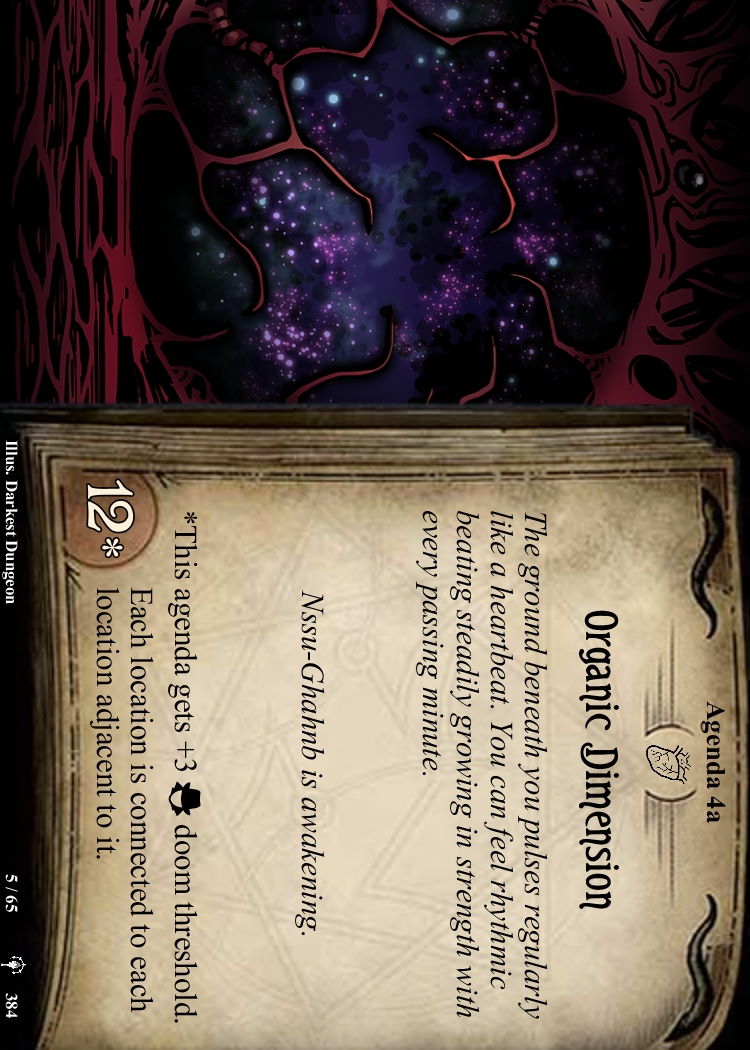 Agenda 4a
Organic Dimension
The ground beneath you pulses regularly
like a heartbeat. You can feel rhythmic
beating steadily growing in strength with
every passing minute.
Nssu-Ghahnb is awakening.
*This agenda gets +3 doom threshold.
Each location is connected to each
location adjacent to it.
12*
Illus. Darkest Dungeon
5 / 65
384